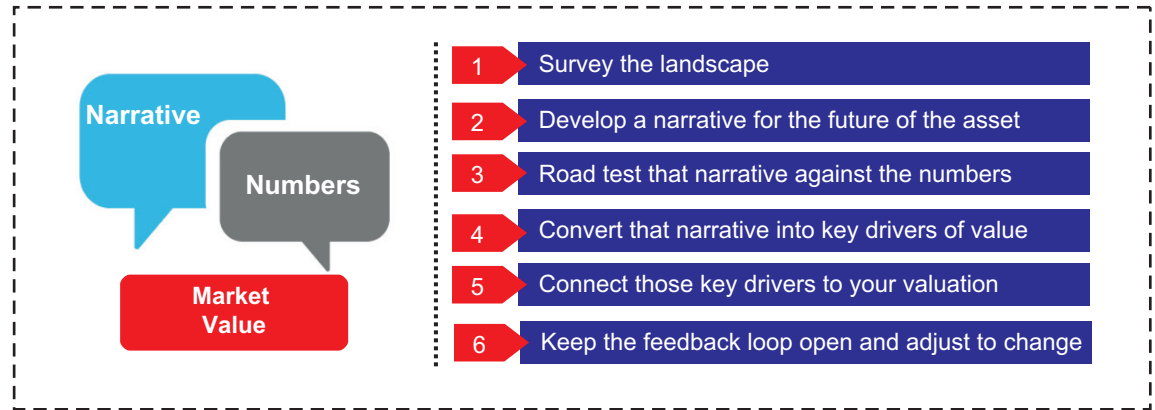 Narrative
Numbers
Market
Value
1 Survey the landscape
2 Develop a narrative for the future of the asset
3 Road test that narrative against the numbers
4 Convert that narrative into key drivers of value
5 Connect those key drivers to your valuation
6 Keep the feedback loop open and adjust to change